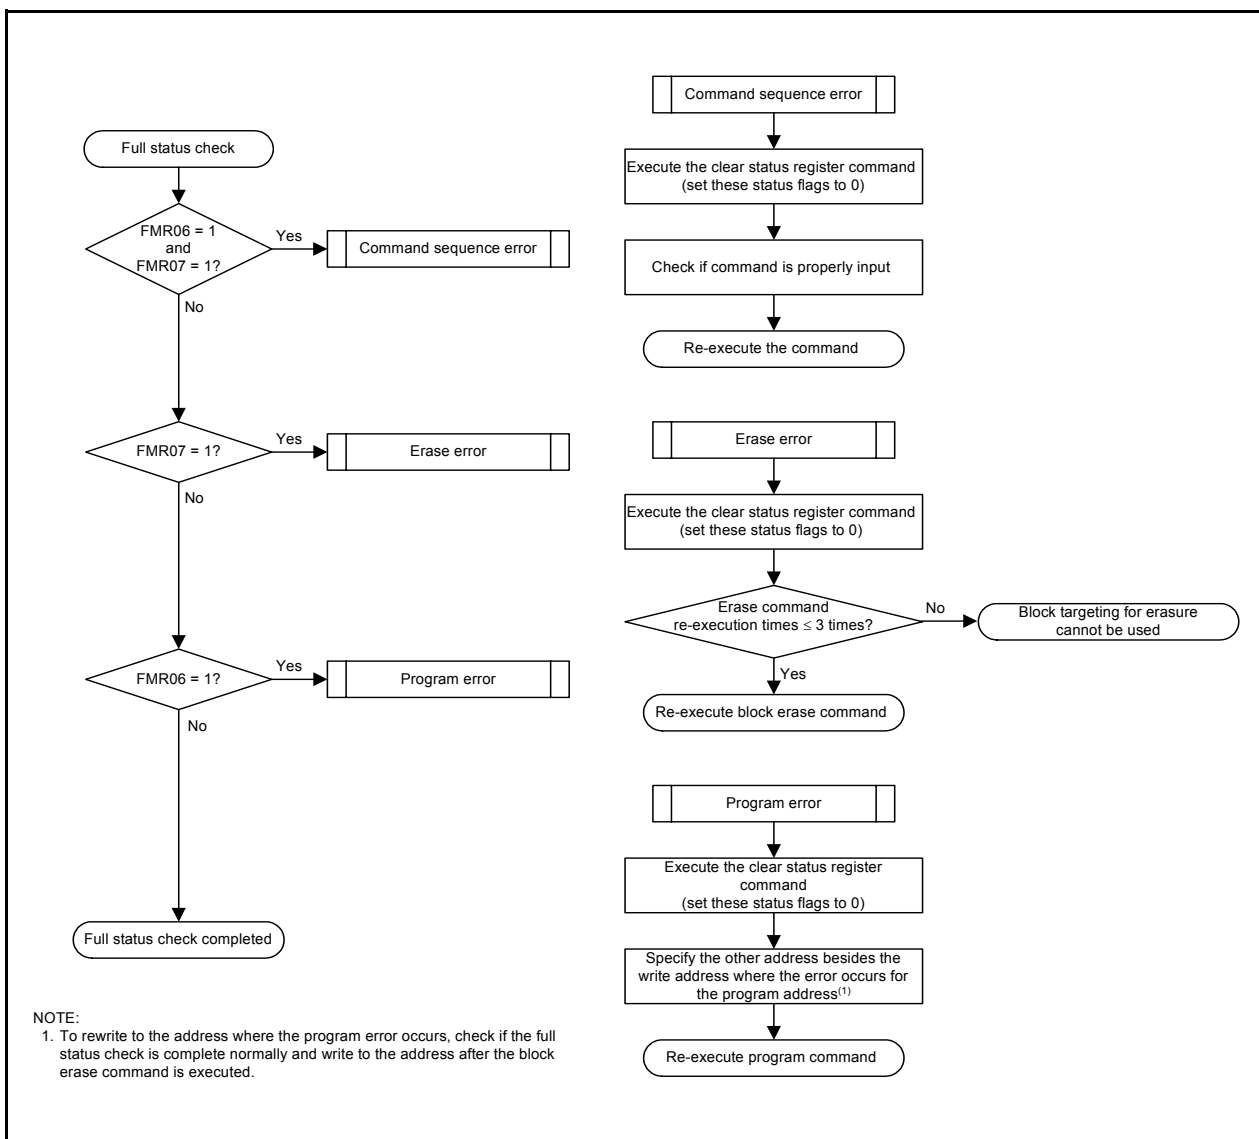 Full status check
FMR06 = 1
and
FMR07 = 1?
Yes
Command sequence error
No
FMR07 = 1?
Yes
Erase error
No
FMR06 = 1?
Yes
Program error
No
Full status check completed
Command sequence error
Execute the clear status register command
(set these status flags to 0)
Check if command is properly input
Re-execute the command
Erase error
Execute the clear status register command
(set these status flags to 0)
Erase command
re-execution times ≤ 3 times?
No
Block targeting for erasure
cannot be used
Yes
Re-execute block erase command
Program error
Execute the clear status register
command
(set these status flags to 0)
Specify the other address besides the
write address where the error occurs for
the program address(1)
Re-execute program command
NOTE:
1. To rewrite to the address where the program error occurs, check if the full
status check is complete normally and write to the address after the block
erase command is executed.